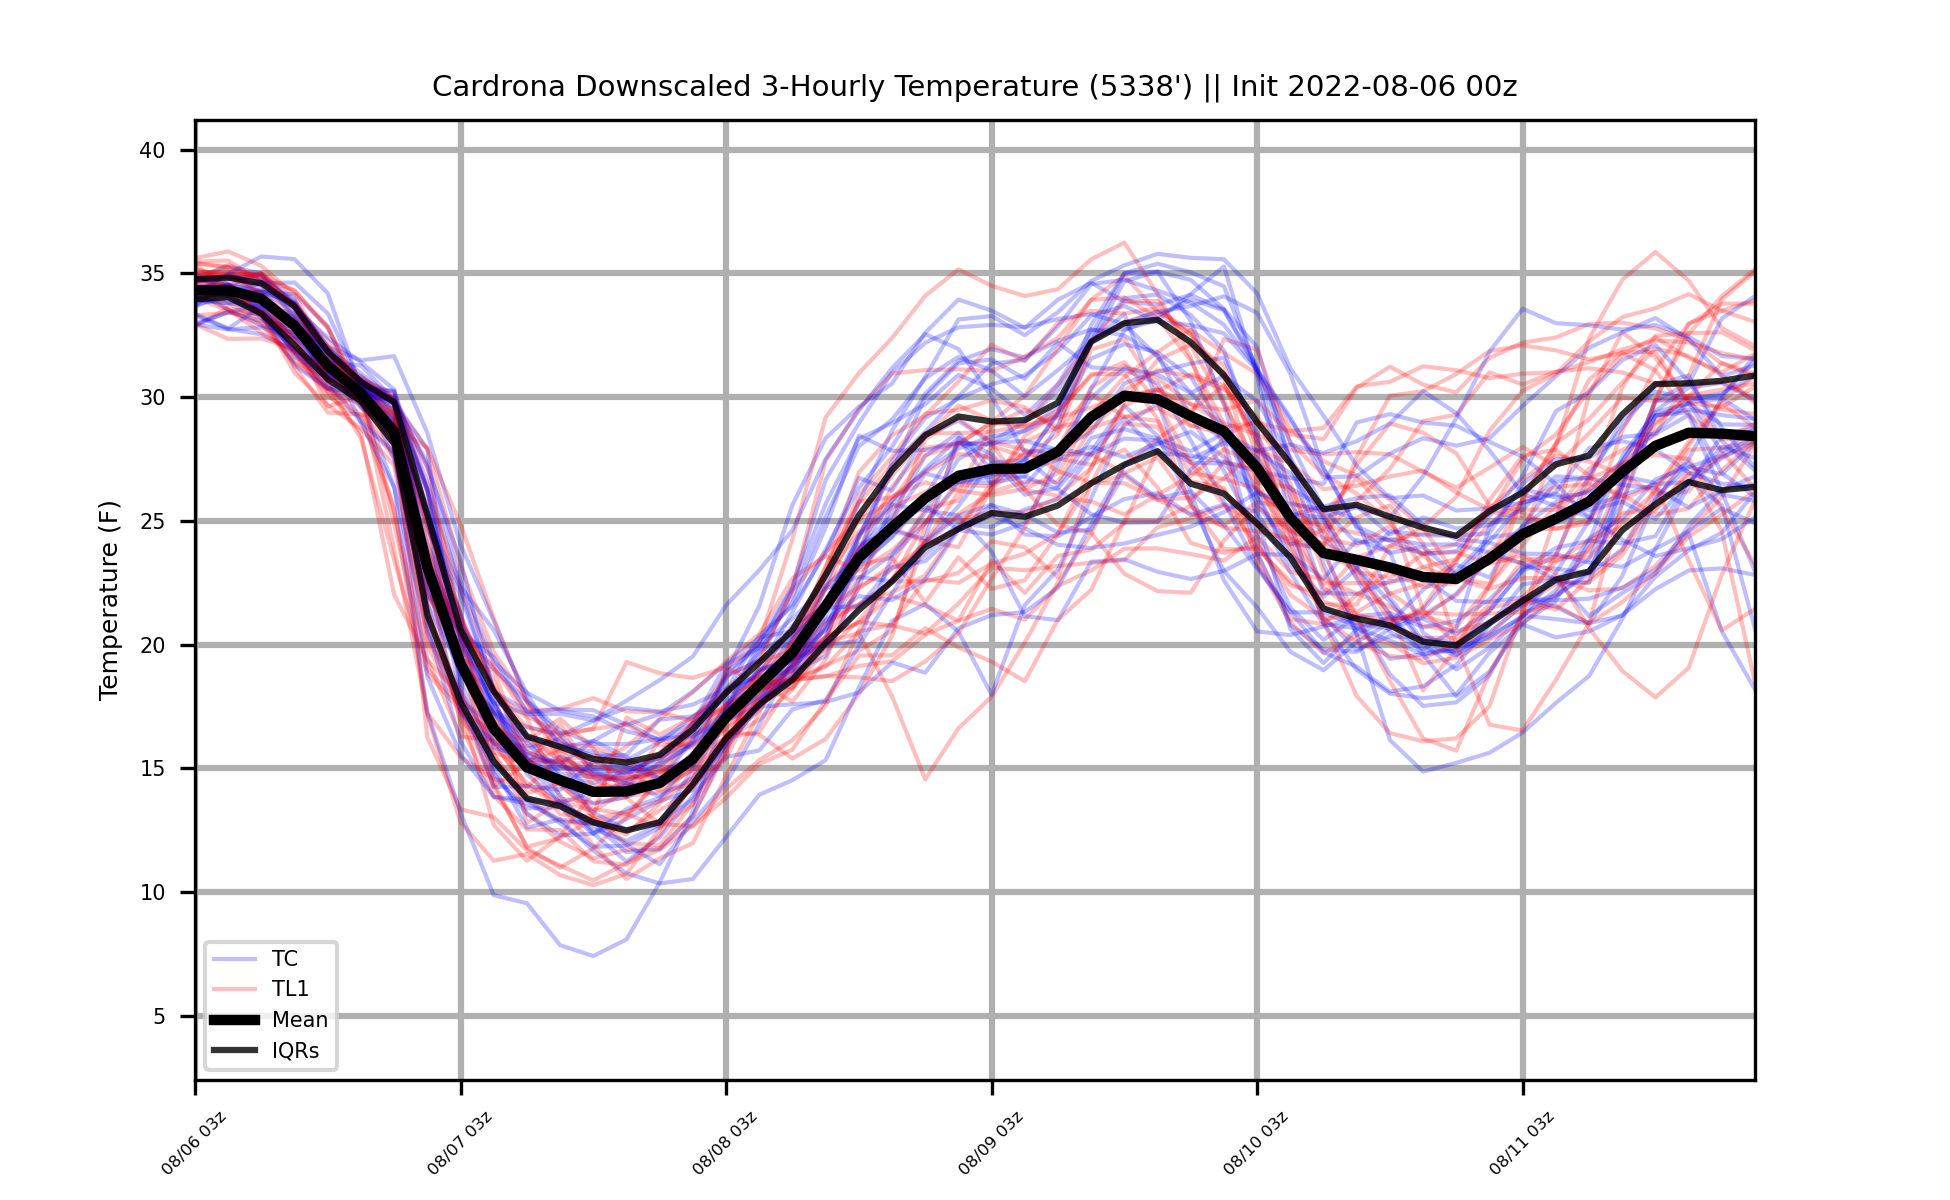 Cardrona Downscaled 3-Hourly Temperature (5338') || Init 2022-08-06 00z
Temperature (F)
40
35
30
25
20
15
10
5
TC
TL1
Mean
IQRs
08/06 03z
08/07 03z
08/08 03z
08/09 03z
08/10 03z
08/11 03z